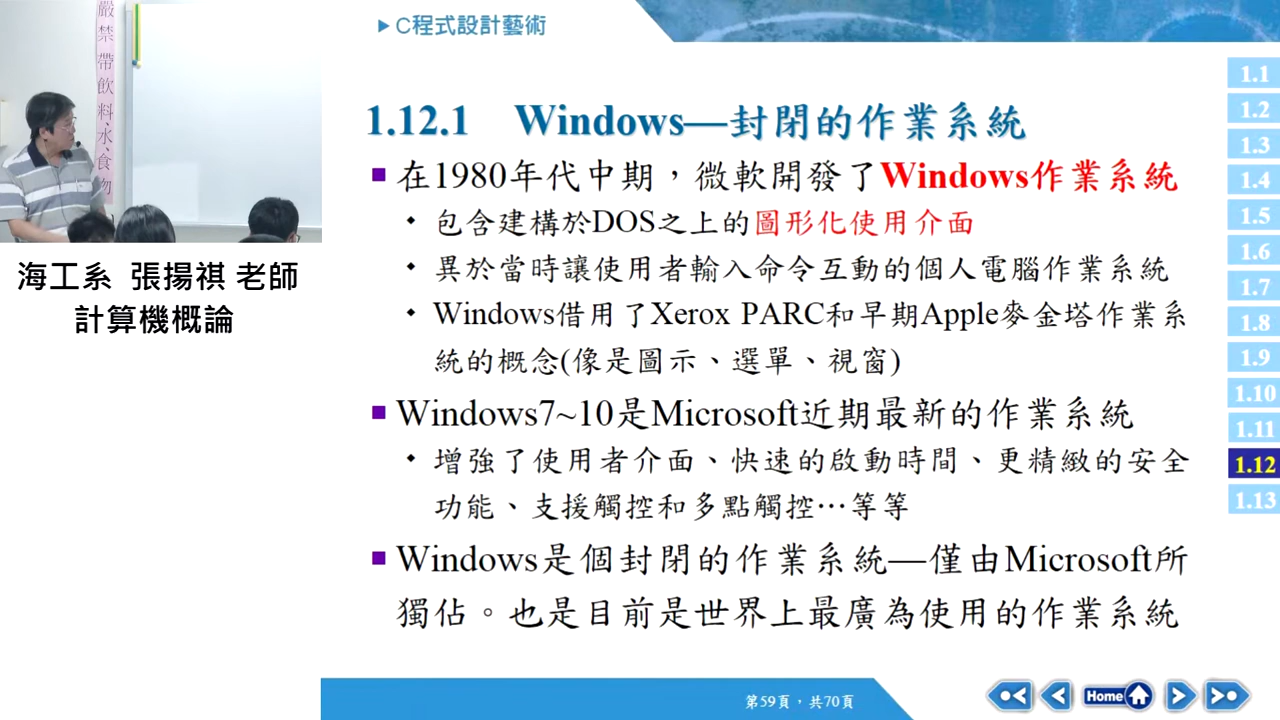 嚴禁帶飲料、水、食物
海工系 張揚祺 老師
計算機概論
C程式設計藝術
1.12.1 Windows—封閉的作業系統
在1980年代中期，微軟開發了Windows作業系統
包含建構於DOS之上的圖形化使用介面
異於當時讓使用者輸入命令互動的個人電腦作業系統
Windows借用了Xerox PARC和早期Apple麥金塔作業系
統的概念(像是圖示、選單、視窗)
Windows7~10是Microsoft近期最新的作業系統
增強了使用者介面、快速的啟動時間、更精緻的安全
功能、支援觸控和多點觸控…等等
Windows是個封閉的作業系統—僅由Microsoft所
獨佔。也是目前是世界上最廣為使用的作業系統
1.1
1.2
1.3
1.4
1.5
1.6
1.7
1.8
1.9
1.10
1.11
1.12
1.13
第59頁，共70頁
Home